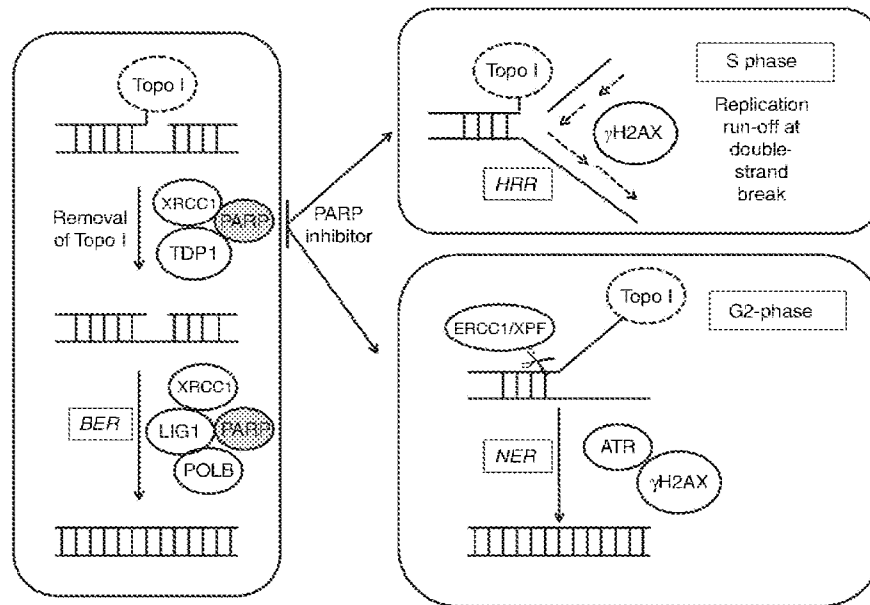 Topo I
Removal
of Topo I
XRCC1
PARP
TDP1
BER
XRCC1
LIG1
PARP
POLB
PARP
inhibitor
Topo I
γH2AX
HRR
S phase
Replication
run-off at
double-
strand
break
Topo I
G2-phase
ERCC1/XPF
NER
ATR
γH2AX